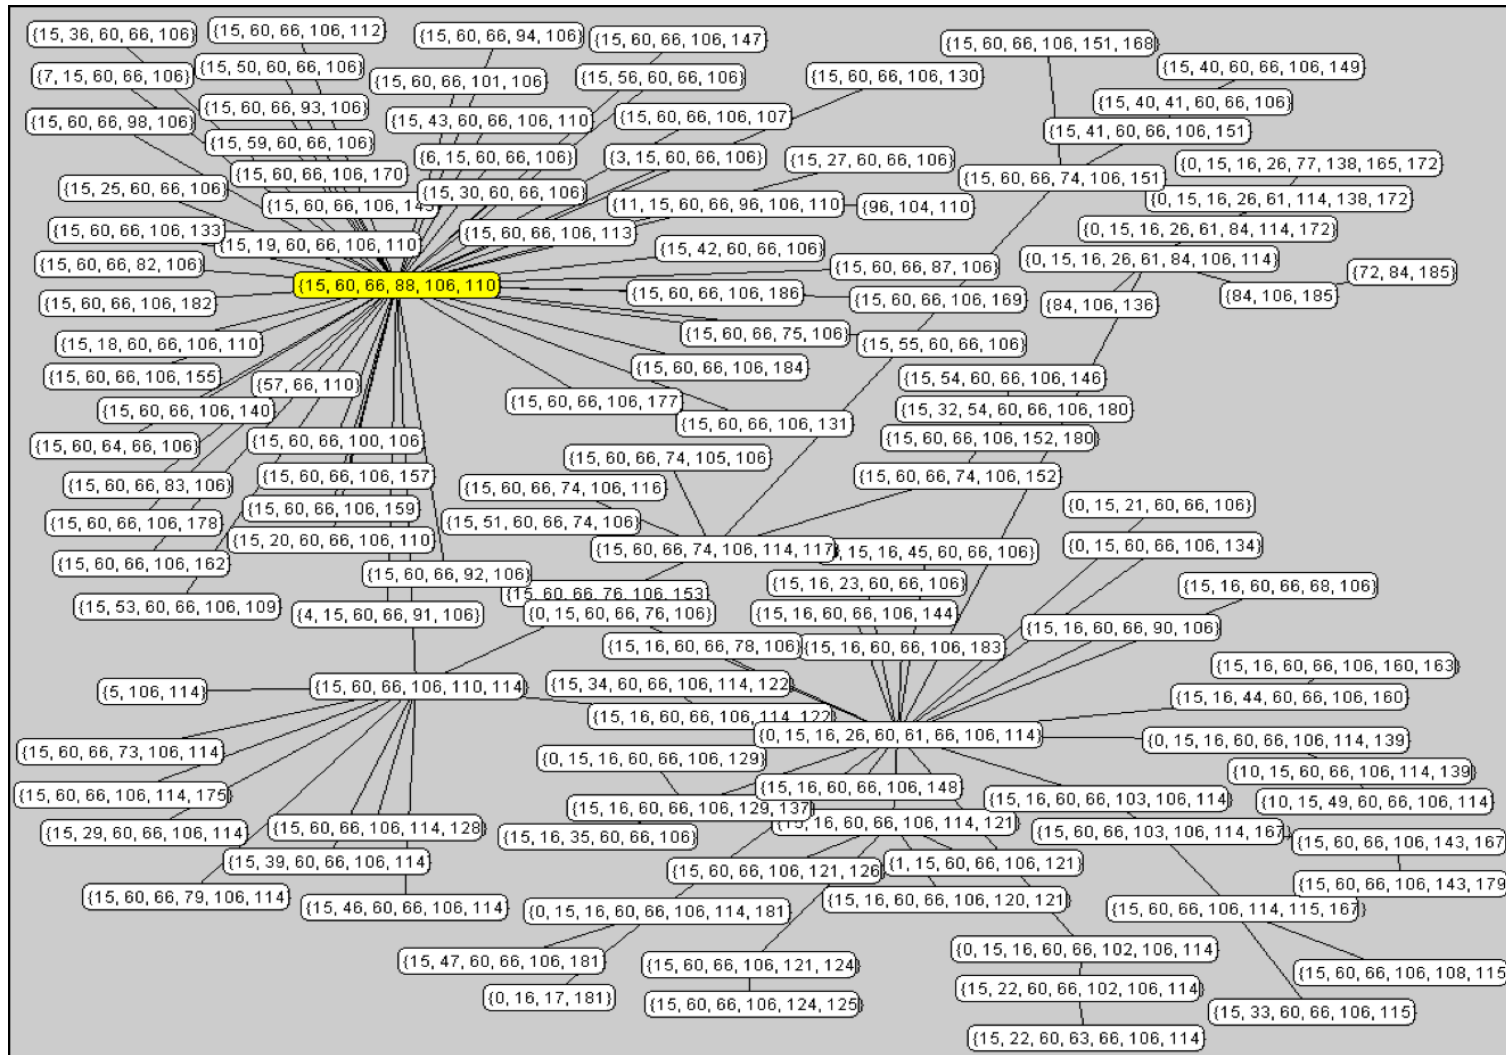 {15, 36, 60, 66, 106}
{15, 60, 66, 106, 112}
{15, 60, 66, 94, 106}
{15, 60, 66, 106, 147}
{15, 60, 66, 106, 151, 168}
{7, 15, 60, 66, 106}
{15, 50, 60, 66, 106}
{15, 60, 66, 101, 106}
{15, 56, 60, 66, 106}
{15, 60, 66, 106, 130}
{15, 40, 60, 66, 106, 149}
{15, 60, 66, 93, 106}
{15, 40, 41, 60, 66, 106}
{15, 60, 66, 98, 106}
{15, 43, 60, 66, 106, 110}
{15, 60, 66, 106, 107}
{15, 41, 60, 66, 106, 151}
{15, 59, 60, 66, 106}
{6, 15, 60, 66, 106}
{3, 15, 60, 66, 106}
{15, 27, 60, 66, 106}
{0, 15, 16, 26, 77, 138, 165, 172}
{15, 60, 66, 106, 170}
{15, 60, 66, 74, 106, 151}
{15, 25, 60, 66, 106}
{15, 30, 60, 66, 106}
{0, 15, 16, 26, 61, 114, 138, 172}
{15, 60, 66, 106,
{11, 15, 60, 66, 96, 106, 110}
{96, 104, 110}
{15, 60, 66, 106, 133}
{15, 19, 60, 66, 106, 110}
{15, 60, 66, 106, 113}
{0, 15, 16, 26, 61, 84, 114, 172}
{15, 42, 60, 66, 106}
{15, 60, 66, 82, 106}
{15, 60, 66, 87, 106}
{0, 15, 16, 26, 61, 84, 106, 114}
{72, 84, 185}
{15, 60, 66, 88, 106, 110}
{15, 60, 66, 106, 186}
{15, 60, 66, 106, 169}
{84, 106, 136}
{84, 106, 185}
{15, 60, 66, 106, 182}
{15, 60, 66, 75, 106}
{15, 18, 60, 66, 106, 110}
{15, 55, 60, 66, 106}
{15, 60, 66, 106, 155}
{57, 66, 110}
{15, 60, 66, 106, 184}
{15, 54, 60, 66, 106, 146}
{15, 60, 66, 106, 140}
{15, 60, 66, 106, 177}
{15, 32, 54, 60, 66, 106, 180}
{15, 60, 66, 106, 131}
{15, 60, 64, 66, 106}
{15, 60, 66, 100, 106}
{15, 60, 66, 106, 152, 180}
{15, 60, 66, 74, 105, 106}
{15, 60, 66, 83, 106}
{15, 60, 66, 106, 157}
{15, 60, 66, 74, 106, 116}
{15, 60, 66, 74, 106, 152}
{15, 60, 66, 106, 178}
{15, 60, 66, 106, 159}
{15, 51, 60, 66, 74, 106}
{0, 15, 21, 60, 66, 106}
{15, 20, 60, 66, 106, 110}
{15, 60, 66, 74, 106, 114, 117}
15, 16, 45, 60, 66, 106}
{0, 15, 60, 66, 106, 134}
{15, 60, 66, 106, 162}
{15, 60, 66, 92, 106}
{15, 16, 23, 60, 66, 106}
{15, 16, 60, 66, 68, 106}
{15, 60, 66, 76, 106, 153}
{15, 53, 60, 66, 106, 109}
{4, 15, 60, 66, 91, 106}
{0, 15, 60, 66, 76, 106}
{15, 16, 60, 66, 106, 144}
{15, 16, 60, 66, 90, 106}
{15, 16, 60, 66, 78, 106}
{15, 16, 60, 66, 106, 183}
{15, 16, 60, 66, 106, 160, 163}
{5, 106, 114}
{15, 60, 66, 106, 110, 114}
{15, 34, 60, 66, 106, 114, 122}
{15, 16, 44, 60, 66, 106, 160}
{15, 16, 60, 66, 106, 114, 122}
{0, 15, 16, 26, 60, 61, 66, 106, 114}
{0, 15, 16, 60, 66, 106, 114, 139}
{15, 60, 66, 73, 106, 114}
{0, 15, 16, 60, 66, 106, 129}
{10, 15, 60, 66, 106, 114, 139}
{15, 60, 66, 106, 114, 175}
{15, 16, 60, 66, 106, 148}
{15, 16, 60, 66, 103, 106, 114}
{10, 15, 49, 60, 66, 106, 114}
{15, 16, 60, 66, 106, 129, 137}
{15, 16, 60, 66, 106, 114, 121}
{15, 29, 60, 66, 106, 114}
{15, 60, 66, 106, 114, 128}
{15, 16, 35, 60, 66, 106}
{15, 60, 66, 103, 106, 114, 167}
{15, 60, 66, 106, 143, 167}
{15, 39, 60, 66, 106, 114}
{15, 60, 66, 106, 121, 126}
{1, 15, 60, 66, 106, 121}
{15, 60, 66, 106, 143, 179}
{15, 60, 66, 79, 106, 114}
{15, 46, 60, 66, 106, 114}
{15, 16, 60, 66, 106, 120, 121}
{0, 15, 16, 60, 66, 106, 114, 181}
{15, 60, 66, 106, 114, 115, 167}
{15, 47, 60, 66, 106, 181}
{15, 60, 66, 106, 121, 124}
{0, 15, 16, 60, 66, 102, 106, 114}
{15, 60, 66, 106, 108, 115}
{0, 16, 17, 181}
{15, 60, 66, 106, 124, 125}
{15, 22, 60, 66, 102, 106, 114}
{15, 33, 60, 66, 106, 115}
{15, 22, 60, 63, 66, 106, 114}